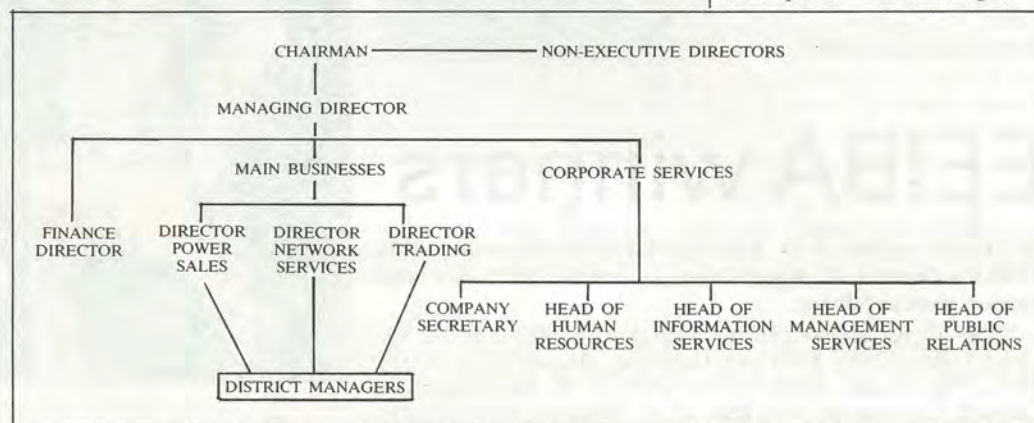 CHAIRMAN
NON-EXECUTIVE DIRECTORS
MANAGING DIRECTOR
MAN BUSINESSES
CORPORATE SERVICES
FINANCE
DIRECTOR
DIRECTOR
POWER
SALES
DIRECTOR
NETWORK
SERVICES
DIRECTOR
TRADING
COMPANY
SECRETARY
HEAD OF
HUMAN
RESOURCES
HEAD OF
INFORMATION
SERVICES
HEAD OF
MANAGEMENT
SERVICES
HEAD OF
PUBLIC
RELATIONS
DISTRICT MANAGERS